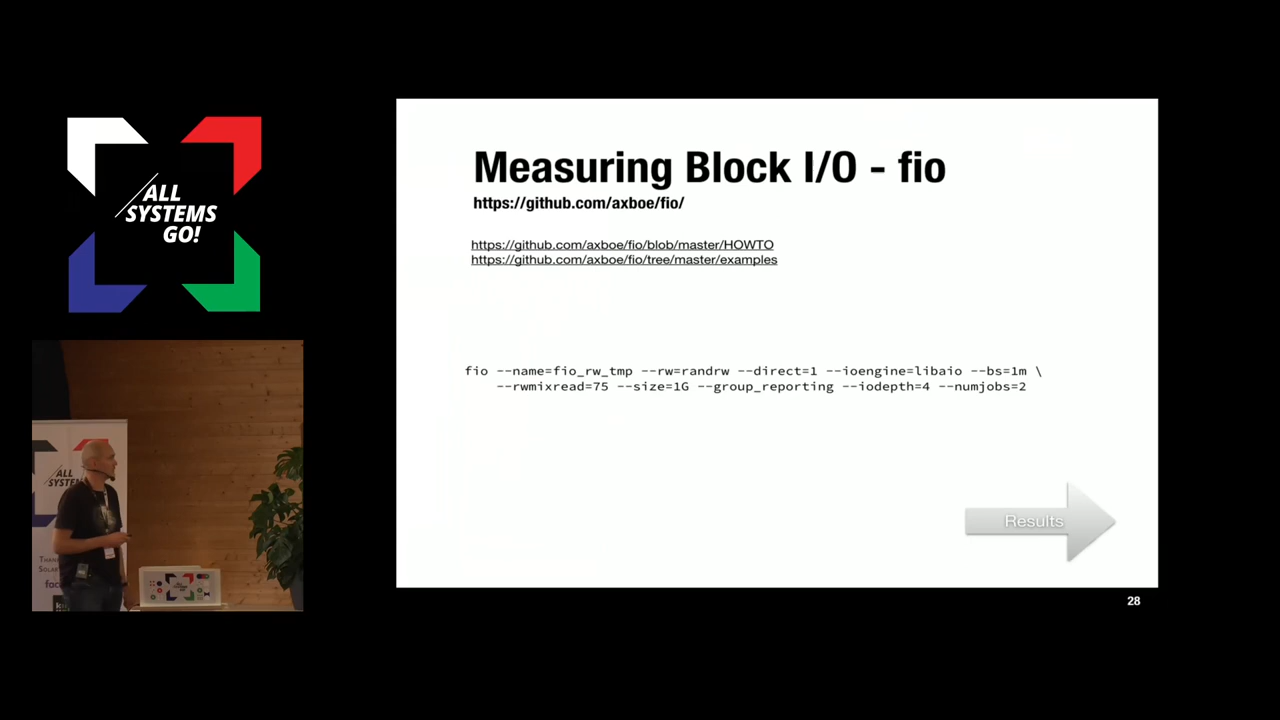 /ALL
SYSTEMS
GO!
Measuring Block I/O - fio
https://github.com/axboe/fio/
https://github.com/axboe/fio/blob/master/HOWTO
https://github.com/axboe/fio/tree/master/examples
fio --name=fio_rw_tmp --rw=randrw --direct=1 --ioengine=libaio --bs=1m \
--rwmixread=75 --size=1G --group_reporting --iodepth=4 --numjobs=2
Results
28
/ALL